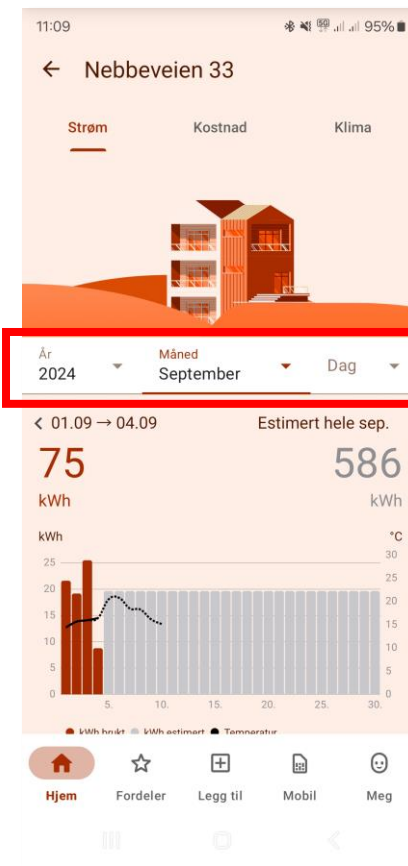 11:09 5G 95%
← Nebbeveien 33
Strøm Kostnad Klima
År Måned
2024 September Dag
< 01.09 → 04.09 Estimert hele sep.
75 586
kWh kWh
kWh °C
30
25
25
20
20
15
15
10
10
5
5
0 0
5. 10. 15. 20. 25. 30.
kWh brukt kWh estimert Temperatur
Hjem Fordeler Legg til Mobil Meg